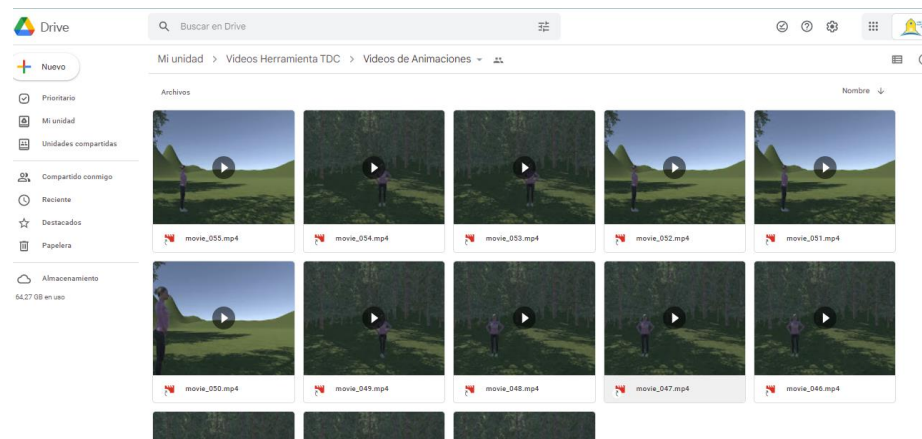 Drive
Buscar en Drive
Nuevo
Mi unidad > Videos Herramienta TDC > Videos de Animaciones
Prioritario
Mi unidad
Unidades compartidas
Compartido conmigo
Reciente
Destacados
Papelera
Almacenamiento
64,27 GB en uso
Archivos
Nombre
movie_055.mp4
movie_054.mp4
movie_053.mp4
movie_052.mp4
movie_051.mp4
movie_050.mp4
movie_049.mp4
movie_048.mp4
movie_047.mp4
movie_046.mp4